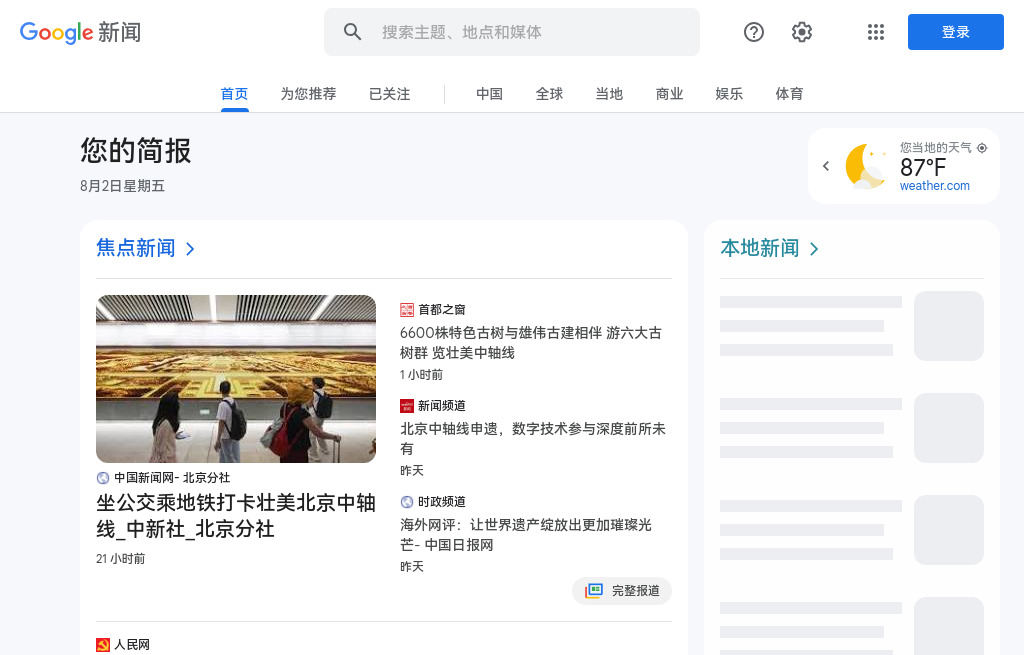 Google 新闻
搜索主题、地点和媒体
登录
首页
为您推荐
已关注
中国
全球
当地
商业
娱乐
体育
您的简报
8月2日星期五
您当地的天气
87°F
weather.com
焦点新闻
中国新闻网- 北京分社
坐公交乘地铁打卡壮美北京中轴
线_中新社_北京分社
21 小时前
首都之窗
6600株特色古树与雄伟古建相伴 游六大古
树群 览壮美中轴线
1 小时前
新闻频道
北京中轴线申遗，数字技术参与深度前所未
有
昨天
时政频道
海外网评：让世界遗产绽放出更加璀璨光
芒- 中国日报网
昨天
完整报道
人民网
本地新闻